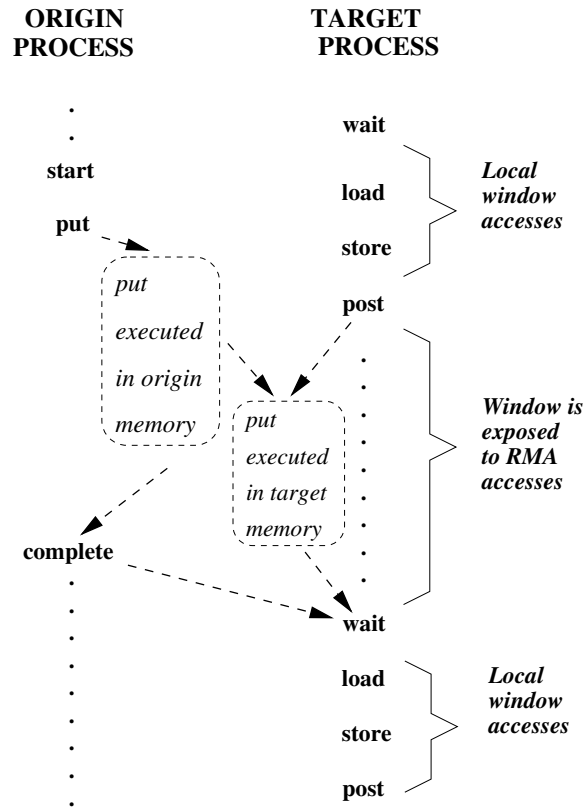 ORIGIN
PROCESS
TARGET
PROCESS
wait
start
load
put
store
Local
window
accesses
put
executed
in origin
memory
post
put
executed
in target
memory
Window is
exposed
to RMA
accesses
complete
wait
load
store
post
Local
window
accesses